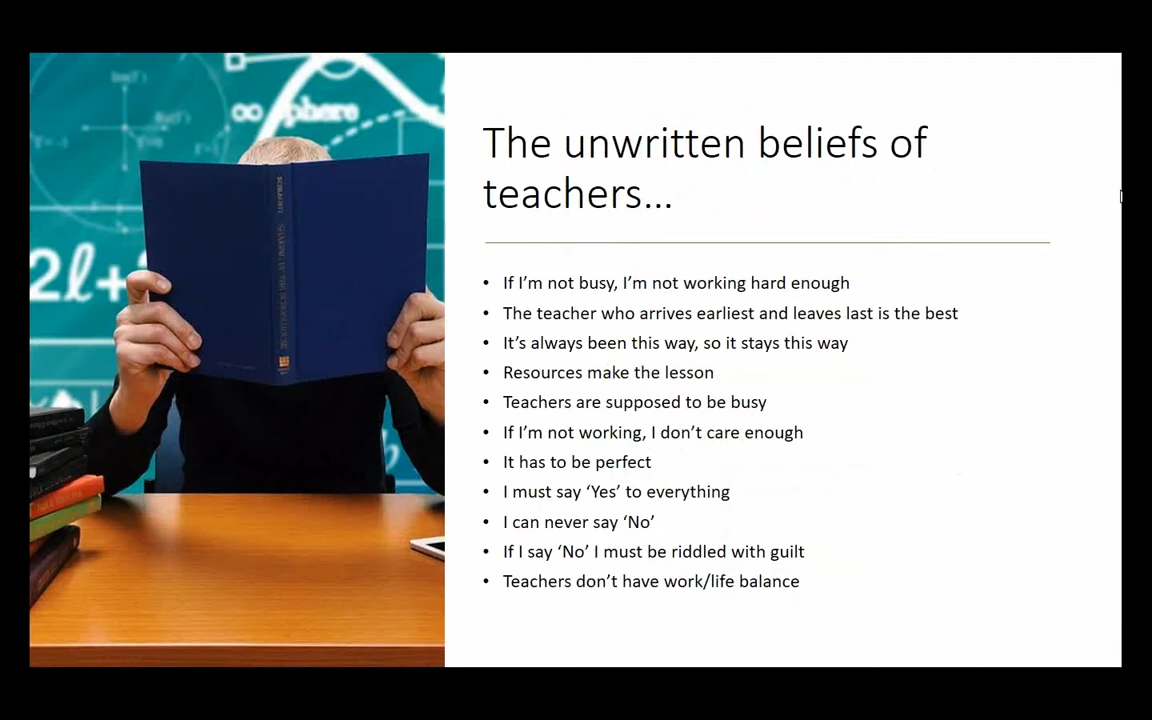 ∞ sphere
2l+
The unwritten beliefs of
teachers...
• If I’m not busy, I’m not working hard enough
• The teacher who arrives earliest and leaves last is the best
• It’s always been this way, so it stays this way
• Resources make the lesson
• Teachers are supposed to be busy
• If I’m not working, I don’t care enough
• It has to be perfect
• I must say ‘Yes’ to everything
• I can never say ‘No’
• If I say ‘No’ I must be riddled with guilt
• Teachers don’t have work/life balance